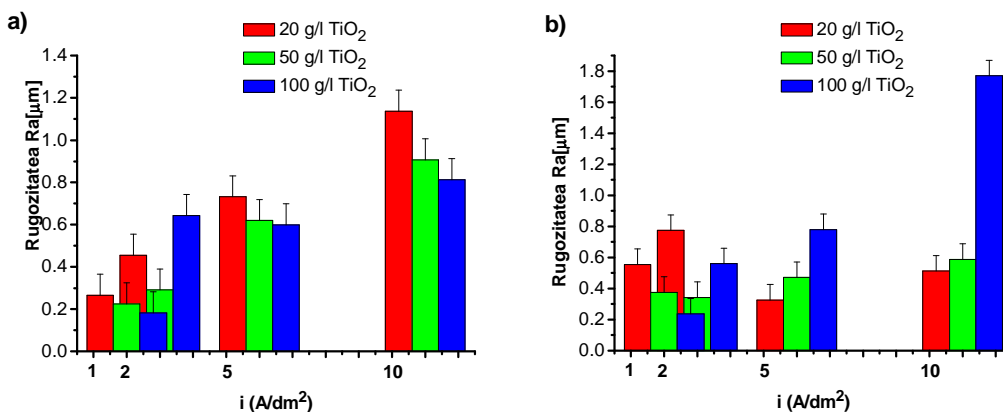 a)
20 g/l TiO2
50 g/l TiO2
100 g/l TiO2
Rugozitatea Ra[µm]
1.4
1.2
1.0
0.8
0.6
0.4
0.2
0.0
1 2 5 10
i (A/dm²)
b)
20 g/l TiO2
50 g/l TiO2
100 g/l TiO2
Rugozitatea Ra[µm]
1.8
1.6
1.4
1.2
1.0
0.8
0.6
0.4
0.2
0.0
1 2 5 10
i (A/dm²)